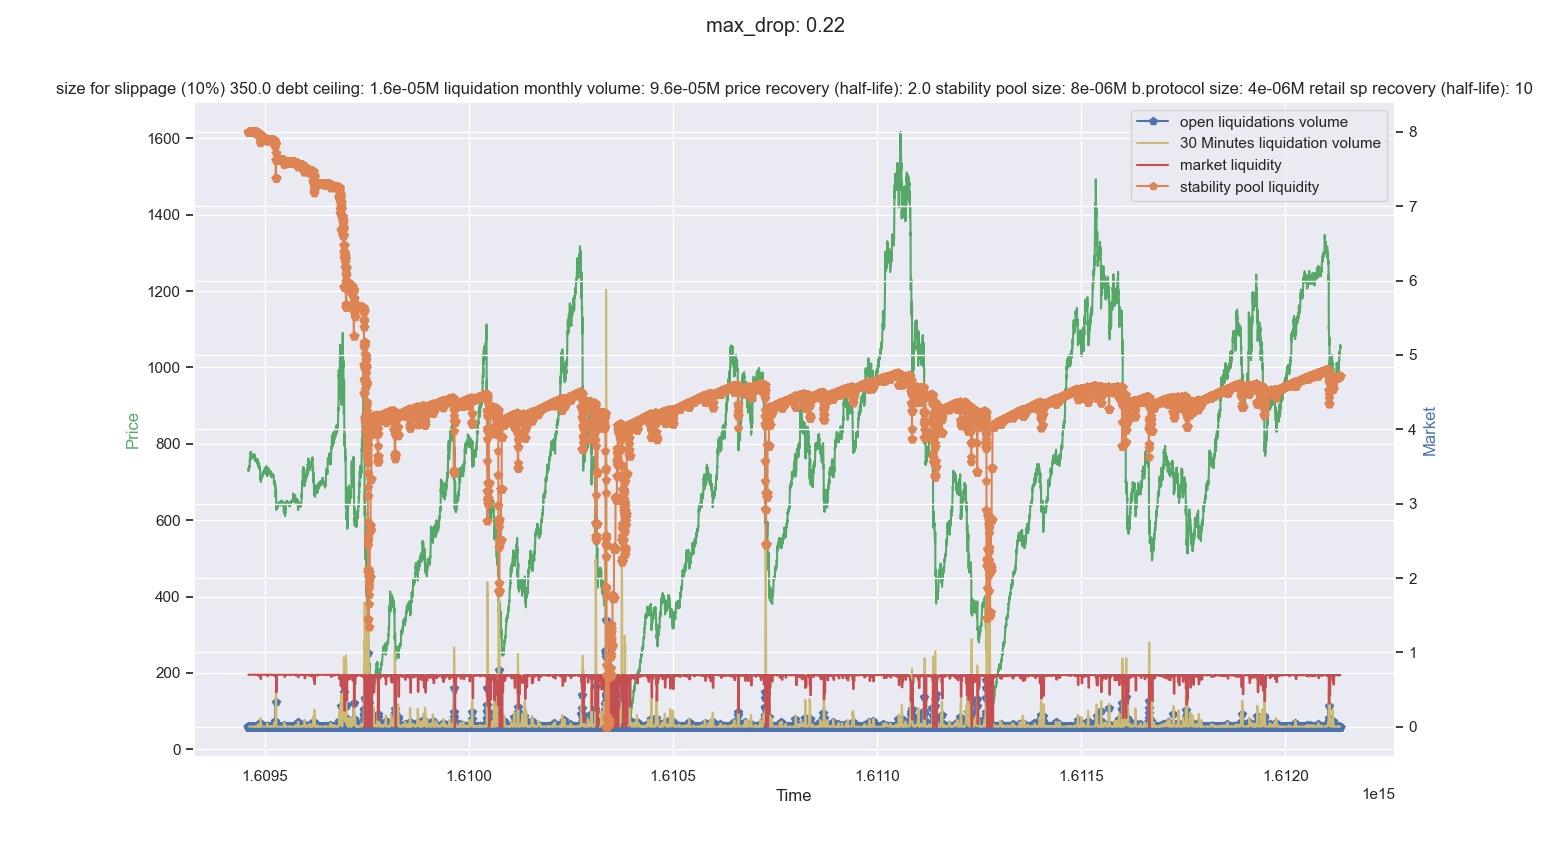 max_drop: 0.22
size for slippage (10%) 350.0 debt ceiling: 1.6e-05M liquidation monthly volume: 9.6e-05M price recovery (half-life): 2.0 stability pool size: 8e-06M b.protocol size: 4e-06M retail sp recovery (half-life): 10
open liquidations volume
30 Minutes liquidation volume
market liquidity
stability pool liquidity
1600
1400
1200
1000
800
600
400
200
0
Price
8
7
6
5
4
3
2
1
0
Market
1.6095 1.6100 1.6105 1.6110 1.6115 1.6120
Time
1e15